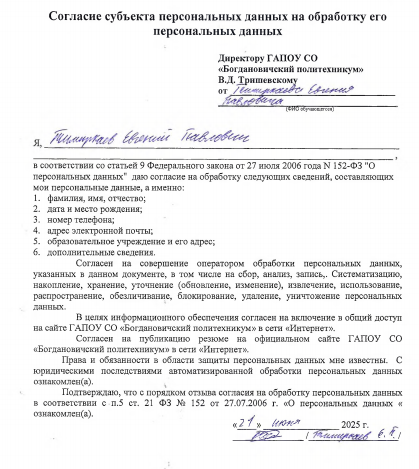 Согласие субъекта персональных данных на обработку его
персональных данных
Директору ГАПОУ СО
«Богдановичский политехникум»
В.Д. Тришевскому
от Тимиркаева Евгения
Павловича
(ФИО обучающегося)
Я, Тимиркаев Евгений Павлович
в соответствии со статьей 9 Федерального закона от 27 июля 2006 года N 152-ФЗ "О
персональных данных" даю согласие на обработку следующих сведений, составляющих
мои персональные данные, а именно:
1. фамилия, имя, отчество;
2. дата и место рождения;
3. номер телефона;
4. адрес электронной почты;
5. образовательное учреждение и его адрес;
6. дополнительные сведения.
Согласен на совершение оператором обработки персональных данных,
указанных в данном документе, в том числе на сбор, анализ, запись,. Систематизацию,
накопление, хранение, уточнение (обновление, изменение), извлечение, использование,
распространение, обезличивание, блокирование, удаление, уничтожение персональных
данных.
В целях информационного обеспечения согласен на включение в общий доступ
на сайте ГАПОУ СО «Богдановичский политехникум» в сети «Интернет».
Согласен на публикацию резюме на официальном сайте ГАПОУ СО
«Богдановичский политехникум» в сети «Интернет».
Права и обязанности в области защиты персональных данных мне известны. С
юридическими последствиями автоматизированной обработки персональных данных
ознакомлен(а).
Подтверждаю, что с порядком отзыва согласия на обработку персональных данных
в соответствии с п.5 ст. 21 ФЗ № 152 от 27.07.2006 г. «О персональных данных «
ознакомлен(а).
«21» июня 2025 г.
/ Тимиркаев Е.П. /